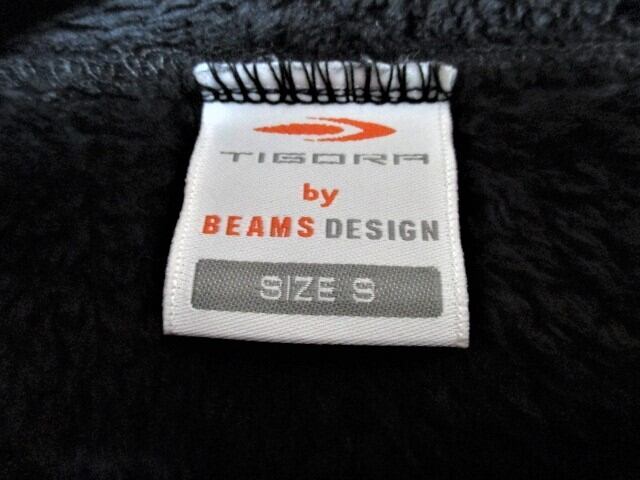 TIGORA
by
BEAMS DESIGN
SIZE S